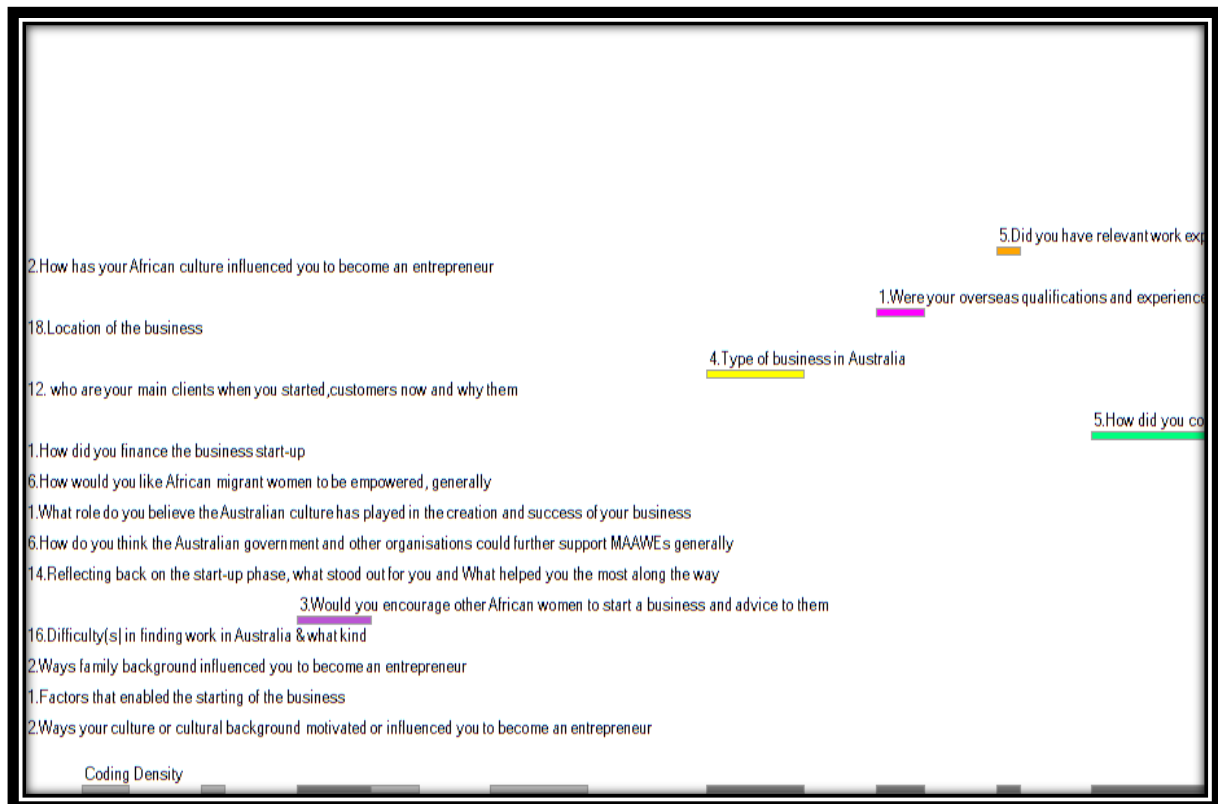 5.Did you have relevant work exp
2.How has your African culture influenced you to become an entrepreneur
1.Were your overseas qualifications and experience
18.Location of the business
4.Type of business in Australia
12. who are your main clients when you started,customers now and why them
5.How did you co
1.How did you finance the business start-up
6.How would you like African migrant women to be empowered, generally
1.What role do you believe the Australian culture has played in the creation and success of your business
6.How do you think the Australian government and other organisations could further support MAAWEs generally
14.Reflecting back on the start-up phase, what stood out for you and What helped you the most along the way
3.Would you encourage other African women to start a business and advice to them
16.Difficulty(s| in finding work in Australia & what kind
2.Ways family background influenced you to become an entrepreneur
1.Factors that enabled the starting of the business
2.Ways your culture or cultural background motivated or influenced you to become an entrepreneur
Coding Density